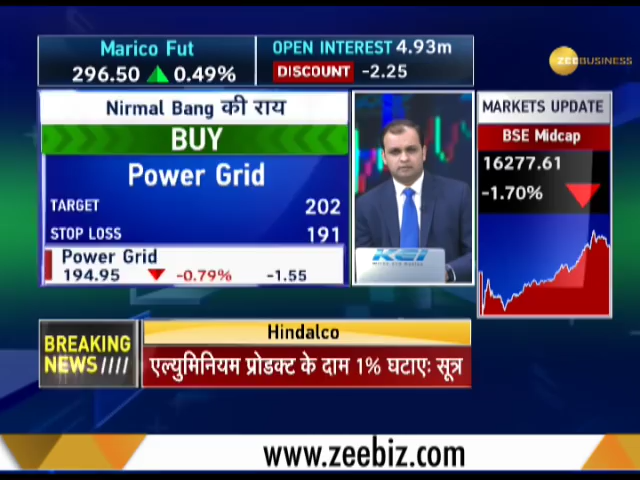 Marico Fut
296.50 0.49%
OPEN INTEREST 4.93m
DISCOUNT -2.25
ZEEBUSINESS
Nirmal Bang की राय
BUY
Power Grid
TARGET 202
STOP LOSS 191
Power Grid
194.95 -0.79% -1.55
KEI
MARKETS UPDATE
BSE Midcap
16277.61
-1.70%
BREAKING
NEWS ////
Hindalco
एल्युमिनियम प्रोडक्ट के दाम 1% घटाएः सूत्र
www.zeebiz.com